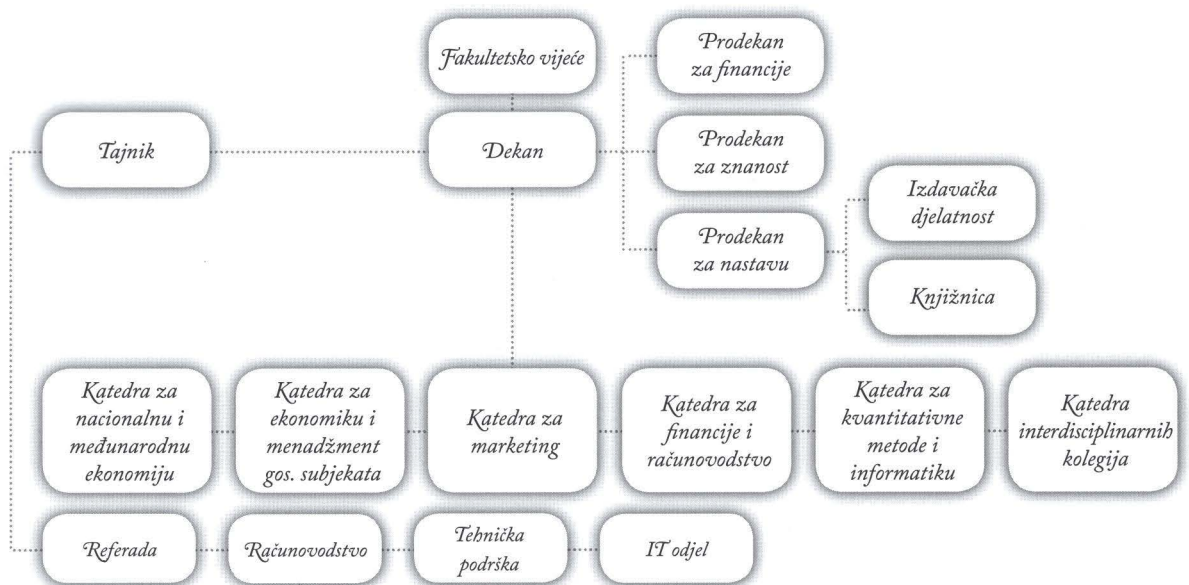 Fakultetsko vijeće
Prodekan
za financije
Tajnik
Dekan
Prodekan
za znanost
Izdavačka
djelatnost
Prodekan
za nastavu
Knjižnica
Katedra za
nacionalnu i
međunarodnu
ekonomiju
Katedra za
ekonomiku i
menadžment
gos. subjekata
Katedra za
marketing
Katedra za
financije i
računovodstvo
Katedra za
kvantitativne
metode i
informatiku
Katedra
interdisciplinarnih
kolegija
Referada
Računovodstvo
Tehnička
podrška
IT odjel